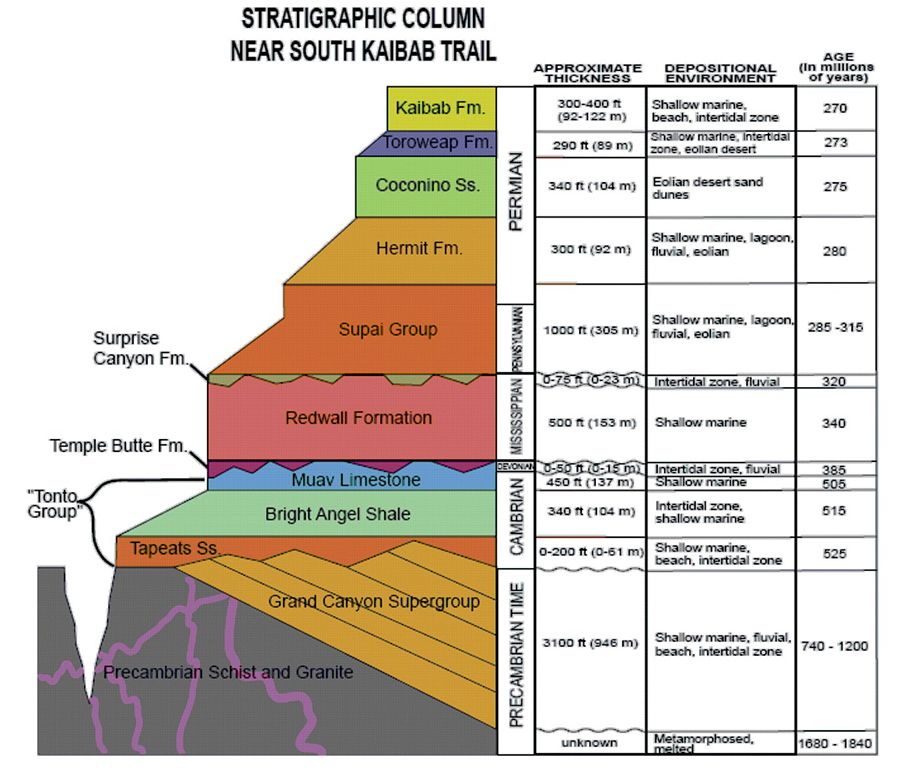 STRATIGRAPHIC COLUMN
NEAR SOUTH KAIBAB TRAIL
APPROXIMATE
THICKNESS
DEPOSITIONAL
ENVIRONMENT
AGE
(in millions
of years)
Kaibab Fm.
300-400 ft
(92-122 m)
Shallow marine,
beach, intertidal zone
270
Toroweap Fm.
290 ft (89 m)
Shallow marine, intertidal
zone, eolian desert
273
Coconino Ss.
340 ft (104 m)
Eolian desert sand
dunes
275
PERMIAN
Hermit Fm.
300 ft (92 m)
Shallow marine, lagoon,
fluvial, eolian
280
Supai Group
PENNSYLVANIAN
1000 ft (305 m)
Shallow marine, lagoon,
fluvial, eolian
285 -315
Surprise
Canyon Fm.
0-75 ft (0-23 m)
Intertidal zone, fluvial
320
Redwall Formation
MISSISSIPPIAN
500 ft (153 m)
Shallow marine
340
Temple Butte Fm.
DEVONIAN
0-50 ft (0-15 m)
Intertidal zone, fluvial
385
Muav Limestone
450 ft (137 m)
Shallow marine
505
"Tonto
Group"
Bright Angel Shale
CAMBRIAN
340 ft (104 m)
Intertidal zone,
shallow marine
515
Tapeats Ss.
0-200 ft (0-61 m)
Shallow marine,
beach, intertidal zone
525
Grand Canyon Supergroup
PRECAMBRIAN TIME
3100 ft (946 m)
Shallow marine, fluvial,
beach, intertidal zone
740 - 1200
Precambrian Schist and Granite
unknown
Metamorphosed,
melted
1680 - 1840